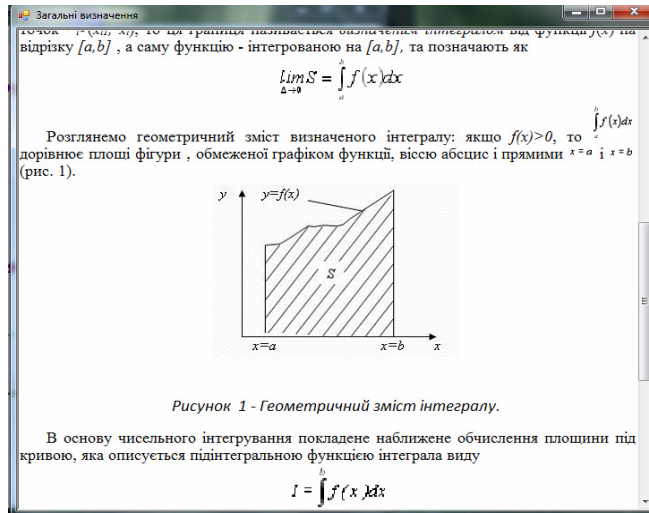 Загальні визначення
відрізку [a,b] , а саму функцію - інтегрованою на [a,b], та позначають як
lim S = ∫ f(x)dx
Δ→0 a b
Розглянемо геометричний зміст визначеного інтегралу: якщо f(x)>0, то ∫ f(x)dx a b
дорівнює площі фігури , обмеженої графіком функції, віссю абсцис і прямими x = a і x = b
(рис. 1).
y y=f(x)
S
x=a x=b x
Рисунок 1 - Геометричний зміст інтегралу.
В основу чисельного інтегрування покладене наближене обчислення площини під
кривою, яка описується підінтегральною функцією інтеграла виду
I = ∫ f(x)dx
a b